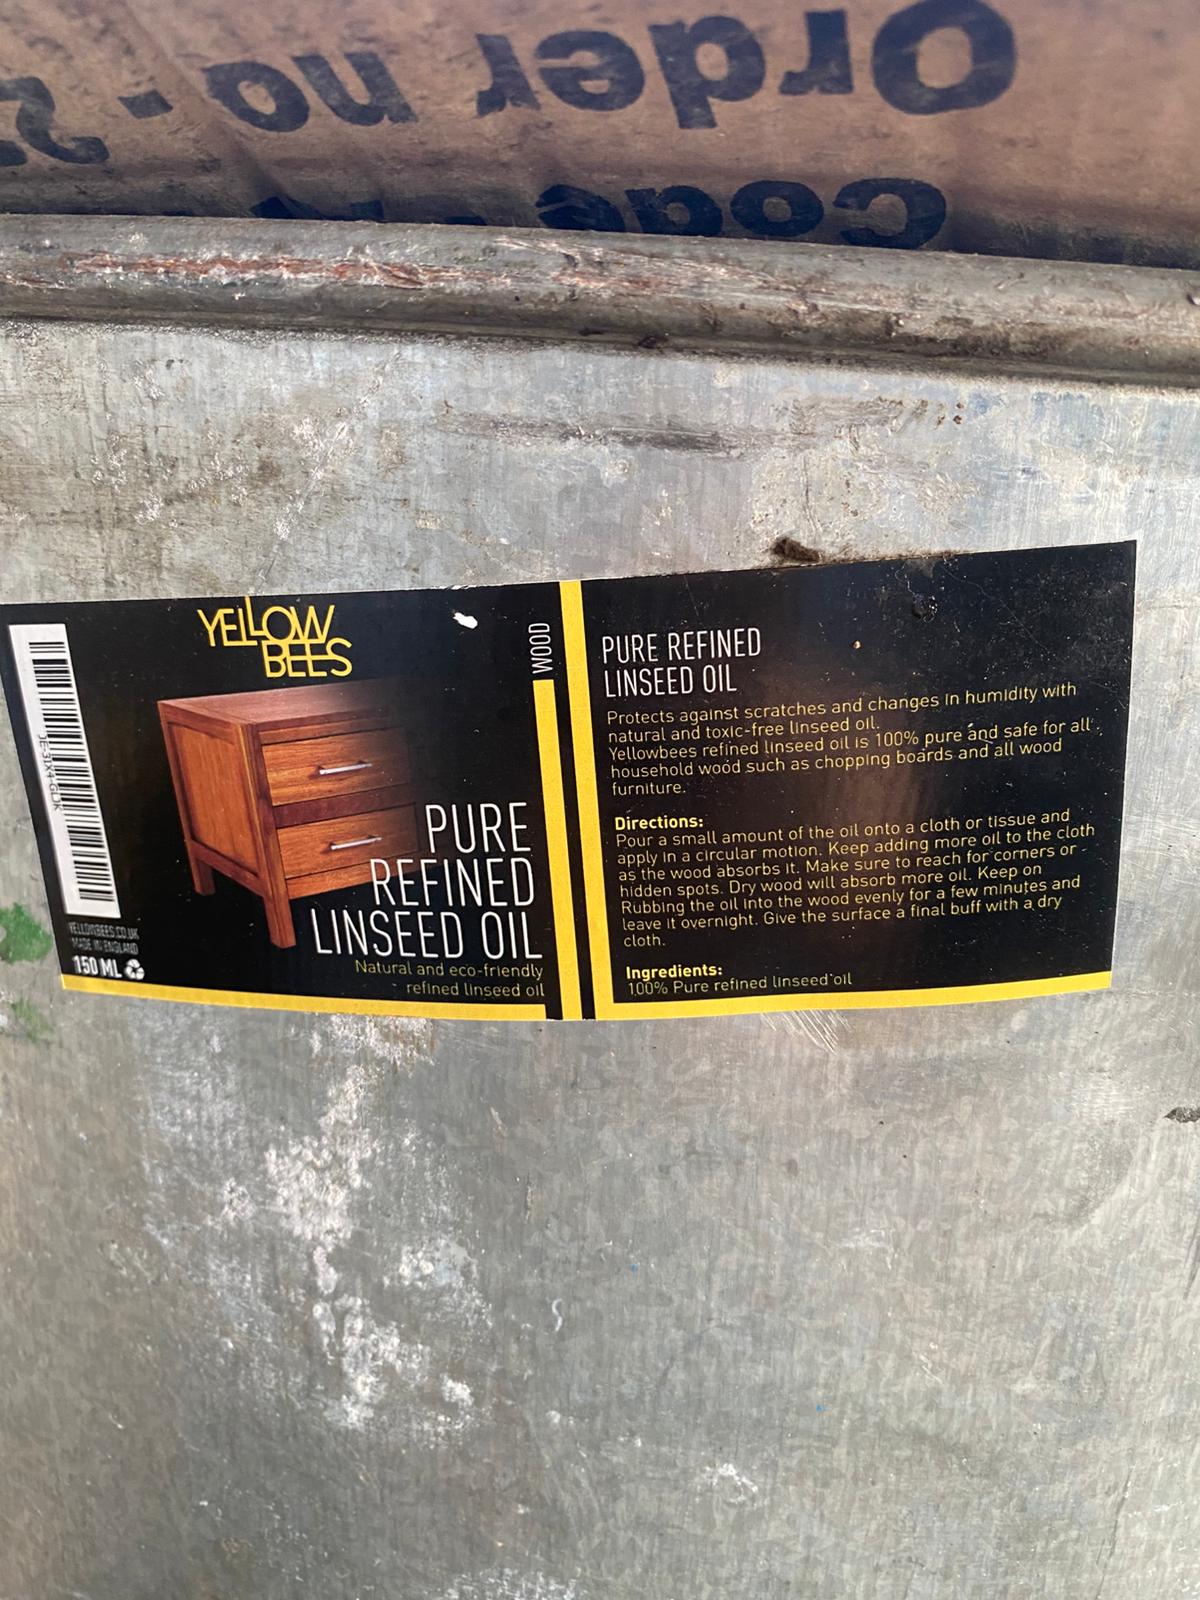 Order no - 2
Code
YELLOW
BEES
WOOD
PURE
REFINED
LINSEED OIL
Natural and eco-friendly
refined linseed oil
YELLOWBEES.CO.UK
MADE IN ENGLAND
150 ML
PURE REFINED
LINSEED OIL
Protects against scratches and changes in humidity with
natural and toxic-free linseed oil.
Yellowbees refined linseed oil is 100% pure and safe for all
household wood such as chopping boards and all wood
furniture.
Directions:
Pour a small amount of the oil onto a cloth or tissue and
apply in a circular motion. Keep adding more oil to the cloth
as the wood absorbs it. Make sure to reach for corners or
hidden spots. Dry wood will absorb more oil. Keep on
Rubbing the oil into the wood evenly for a few minutes and
leave it overnight. Give the surface a final buff with a dry
cloth.
Ingredients:
100% Pure refined linseed oil